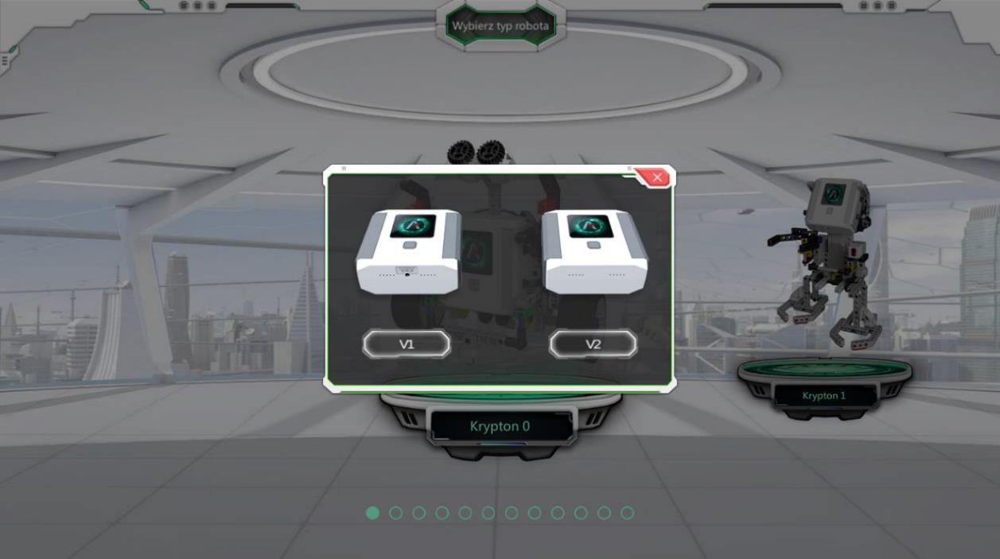 Wybierz typ robota
V1
V2
Krypton 0
Krypton 1